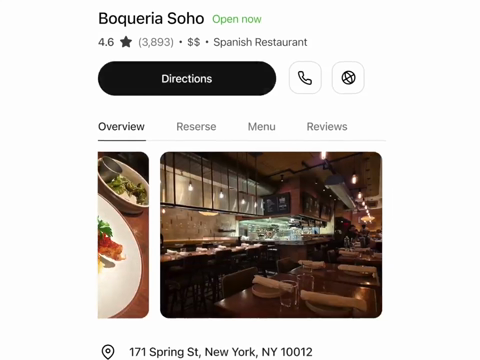 Boqueria Soho Open now
4.6 ★ (3,893) • $$ • Spanish Restaurant
Directions
Overview Reserse Menu Reviews
171 Spring St, New York, NY 10012